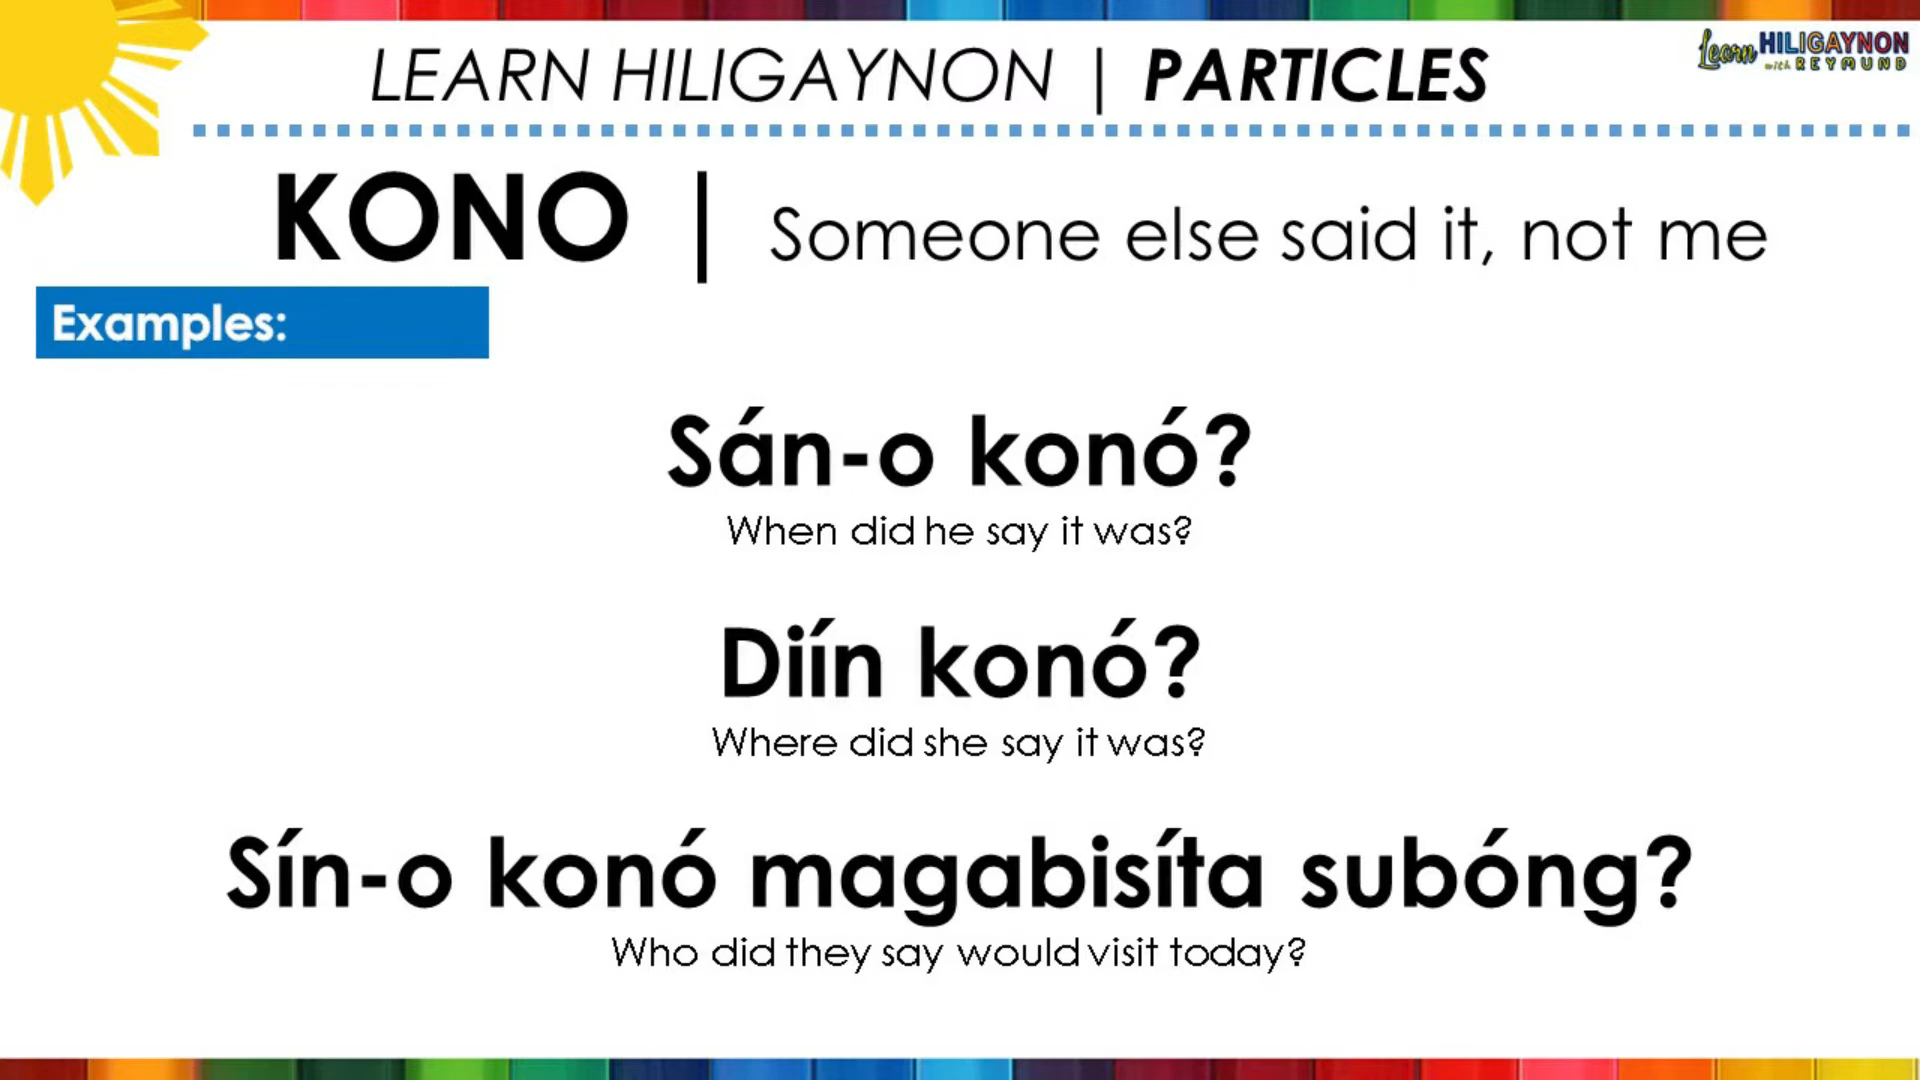 LEARN HILIGAYNON | PARTICLES
Learn HILIGAYNON
with REYMUND
KONO | Someone else said it, not me
Examples:
Sán-o konó?
When did he say it was?
Diín konó?
Where did she say it was?
Sín-o konó magabisíta subóng?
Who did they say would visit today?